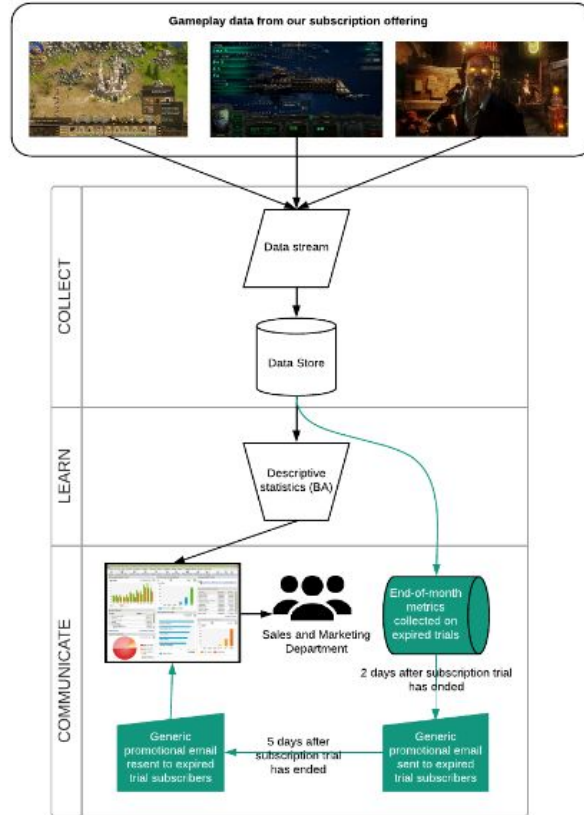 Gameplay data from our subscription offering
COLLECT
Data stream
Data Store
LEARN
Descriptive
statistics (BA)
COMMUNICATE
Sales and Marketing
Department
End-of-month
metrics
collected on
expired trials
2 days after subscription trial
has ended
Generic
promotional email
resent to expired
trial subscribers
5 days after
subscription trial
has ended
Generic
promotional email
sent to expired
trial subscribers